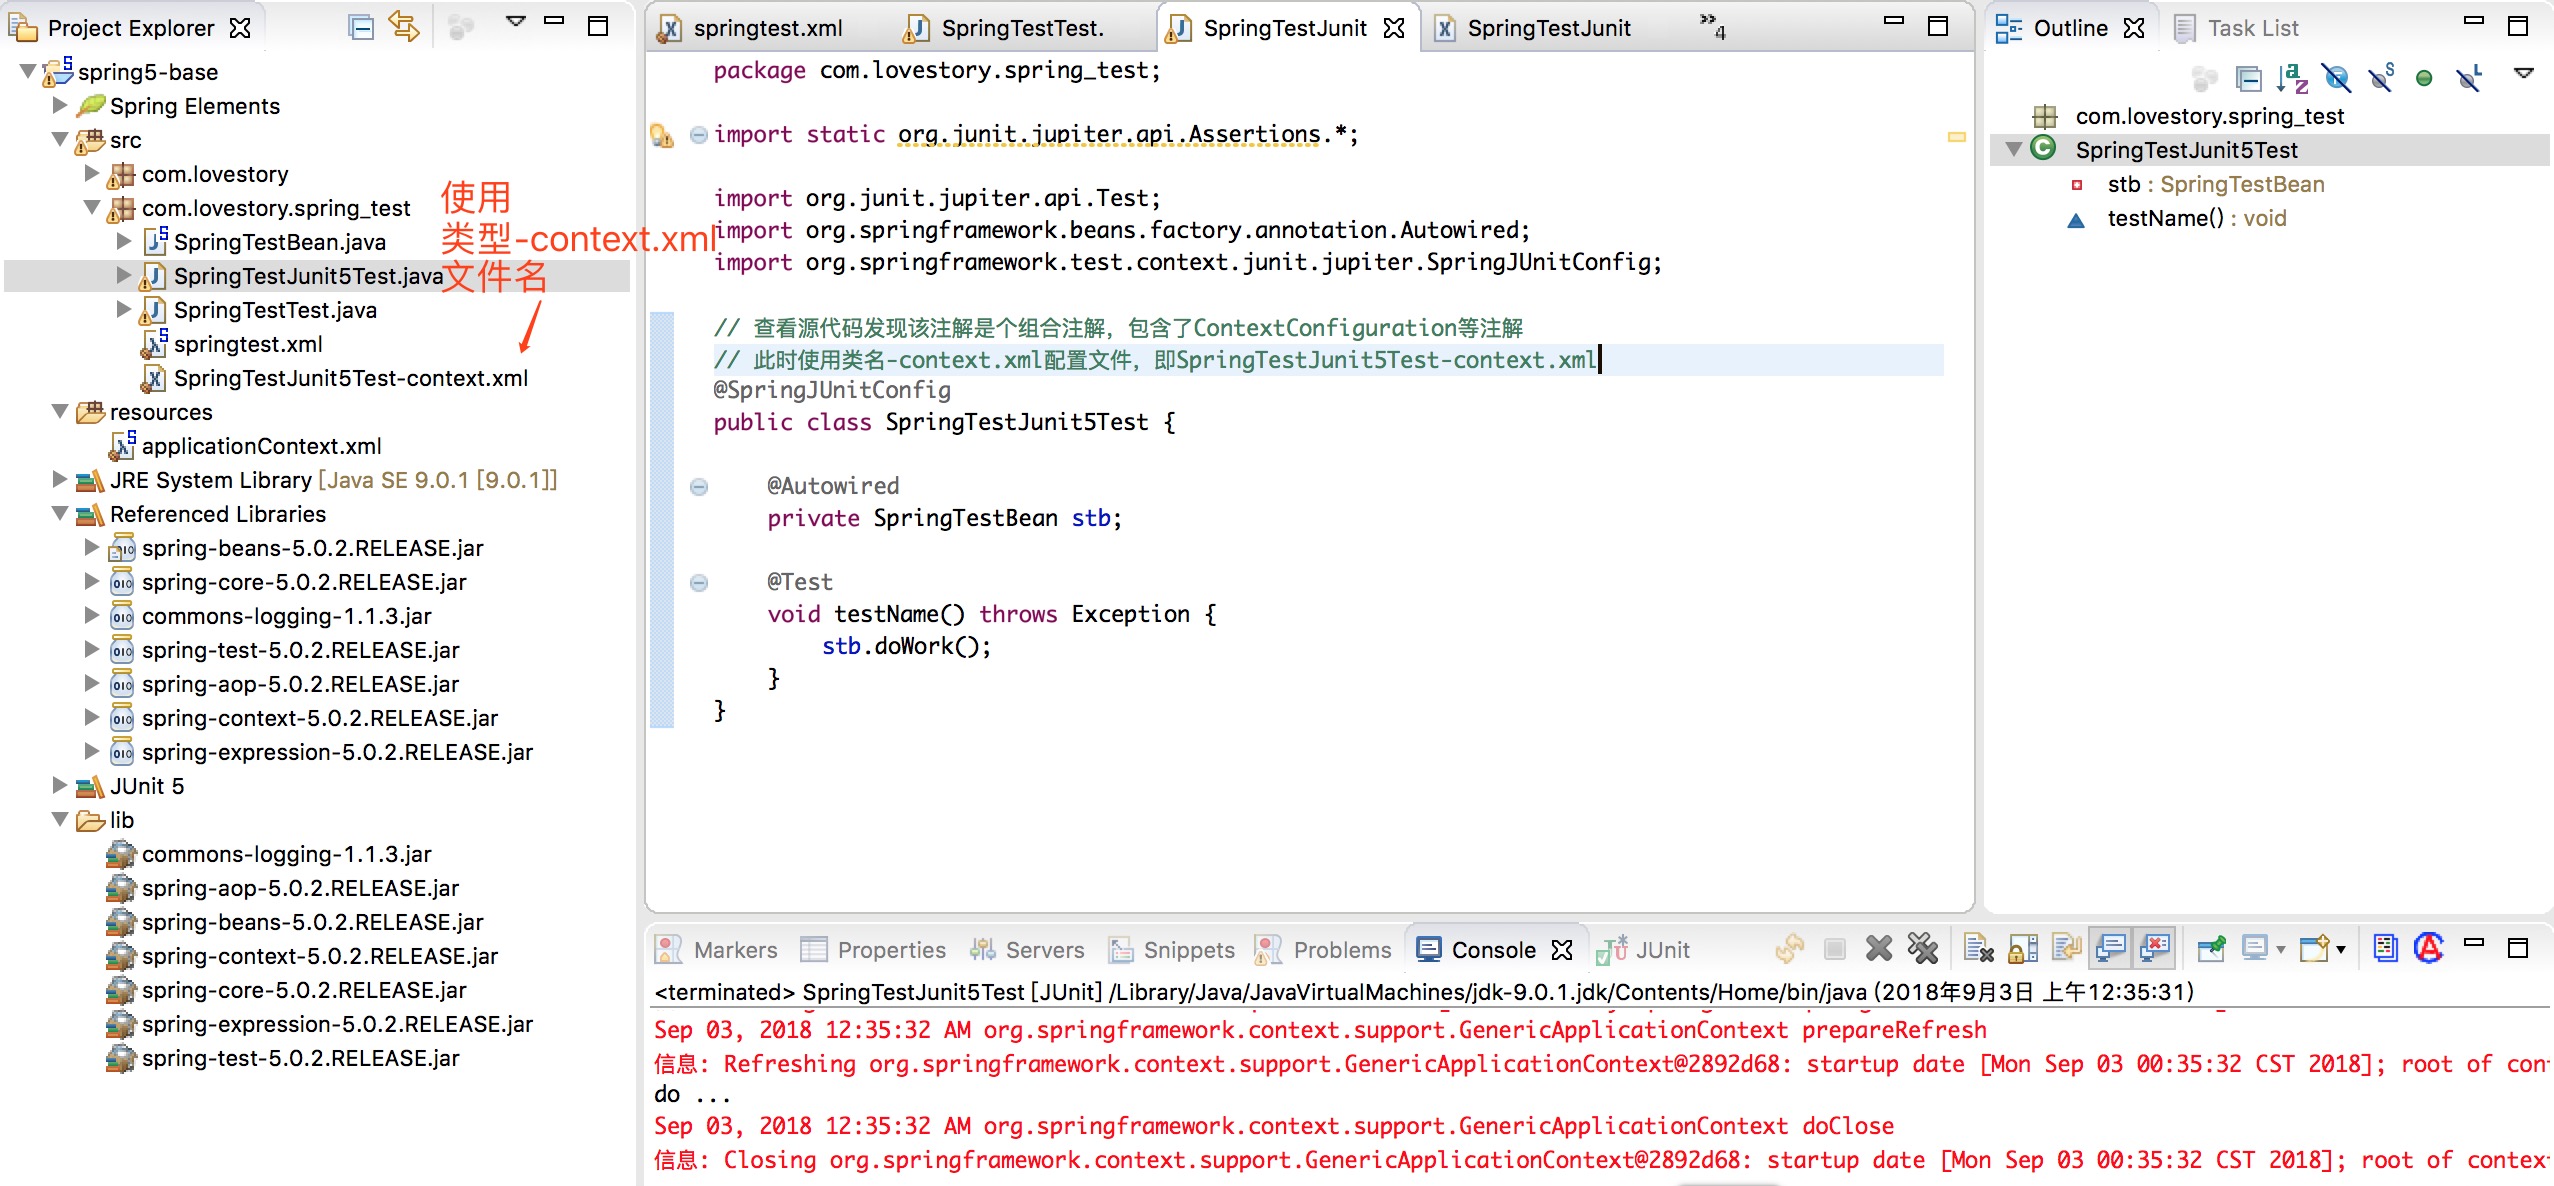 Project Explorer
spring5-base
Spring Elements
src
com.lovestory
com.lovestory.spring_test
SpringTestBean.java
SpringTestJunit5Test.java
SpringTestTest.java
springtest.xml
SpringTestJunit5Test-context.xml
resources
applicationContext.xml
JRE System Library [Java SE 9.0.1 [9.0.1]]
Referenced Libraries
spring-beans-5.0.2.RELEASE.jar
spring-core-5.0.2.RELEASE.jar
commons-logging-1.1.3.jar
spring-test-5.0.2.RELEASE.jar
spring-aop-5.0.2.RELEASE.jar
spring-context-5.0.2.RELEASE.jar
spring-expression-5.0.2.RELEASE.jar
JUnit 5
lib
commons-logging-1.1.3.jar
spring-aop-5.0.2.RELEASE.jar
spring-beans-5.0.2.RELEASE.jar
spring-context-5.0.2.RELEASE.jar
spring-core-5.0.2.RELEASE.jar
spring-expression-5.0.2.RELEASE.jar
spring-test-5.0.2.RELEASE.jar
使用
类型-context.xml
文件名
springtest.xml SpringTestTest. SpringTestJunit SpringTestJunit »4
package com.lovestory.spring_test;
import static org.junit.jupiter.api.Assertions.*;
import org.junit.jupiter.api.Test;
import org.springframework.beans.factory.annotation.Autowired;
import org.springframework.test.context.junit.jupiter.SpringJUnitConfig;
// 查看源代码发现该注解是个组合注解，包含了ContextConfiguration等注解
// 此时使用类名-context.xml配置文件，即SpringTestJunit5Test-context.xml
@SpringJUnitConfig
public class SpringTestJunit5Test {
@Autowired
private SpringTestBean stb;
@Test
void testName() throws Exception {
stb.doWork();
}
}
Outline Task List
com.lovestory.spring_test
SpringTestJunit5Test
stb : SpringTestBean
testName() : void
Markers Properties Servers Snippets Problems Console JUnit
<terminated> SpringTestJunit5Test [JUnit] /Library/Java/JavaVirtualMachines/jdk-9.0.1.jdk/Contents/Home/bin/java (2018年9月3日 上午12:35:31)
Sep 03, 2018 12:35:32 AM org.springframework.context.support.GenericApplicationContext prepareRefresh
信息: Refreshing org.springframework.context.support.GenericApplicationContext@2892d68: startup date [Mon Sep 03 00:35:32 CST 2018]; root of con
do ...
Sep 03, 2018 12:35:32 AM org.springframework.context.support.GenericApplicationContext doClose
信息: Closing org.springframework.context.support.GenericApplicationContext@2892d68: startup date [Mon Sep 03 00:35:32 CST 2018]; root of contex